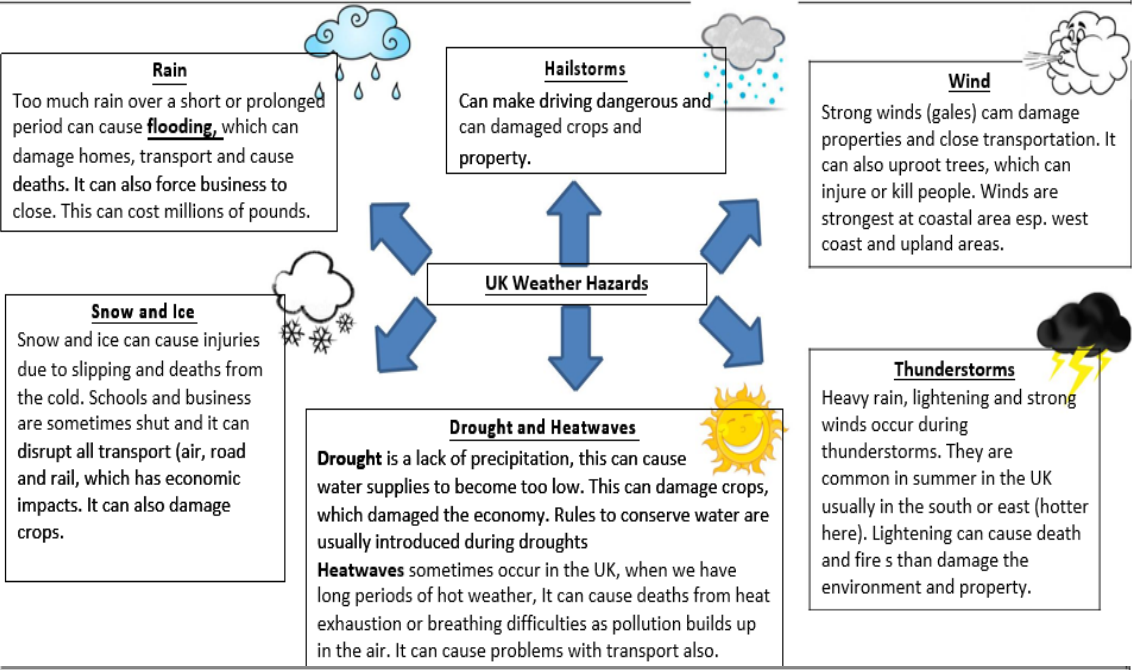 Rain
Too much rain over a short or prolonged
period can cause flooding, which can
damage homes, transport and cause
deaths. It can also force business to
close. This can cost millions of pounds.
Hailstorms
Can make driving dangerous and
can damaged crops and
property.
Wind
Strong winds (gales) cam damage
properties and close transportation. It
can also uproot trees, which can
injure or kill people. Winds are
strongest at coastal area esp. west
coast and upland areas.
UK Weather Hazards
Snow and Ice
Snow and ice can cause injuries
due to slipping and deaths from
the cold. Schools and business
are sometimes shut and it can
disrupt all transport (air, road
and rail, which has economic
impacts. It can also damage
crops.
Drought and Heatwaves
Drought is a lack of precipitation, this can cause
water supplies to become too low. This can damage crops,
which damaged the economy. Rules to conserve water are
usually introduced during droughts
Heatwaves sometimes occur in the UK, when we have
long periods of hot weather, It can cause deaths from heat
exhaustion or breathing difficulties as pollution builds up
in the air. It can cause problems with transport also.
Thunderstorms
Heavy rain, lightening and strong
winds occur during
thunderstorms. They are
common in summer in the UK
usually in the south or east (hotter
here). Lightening can cause death
and fire s than damage the
environment and property.